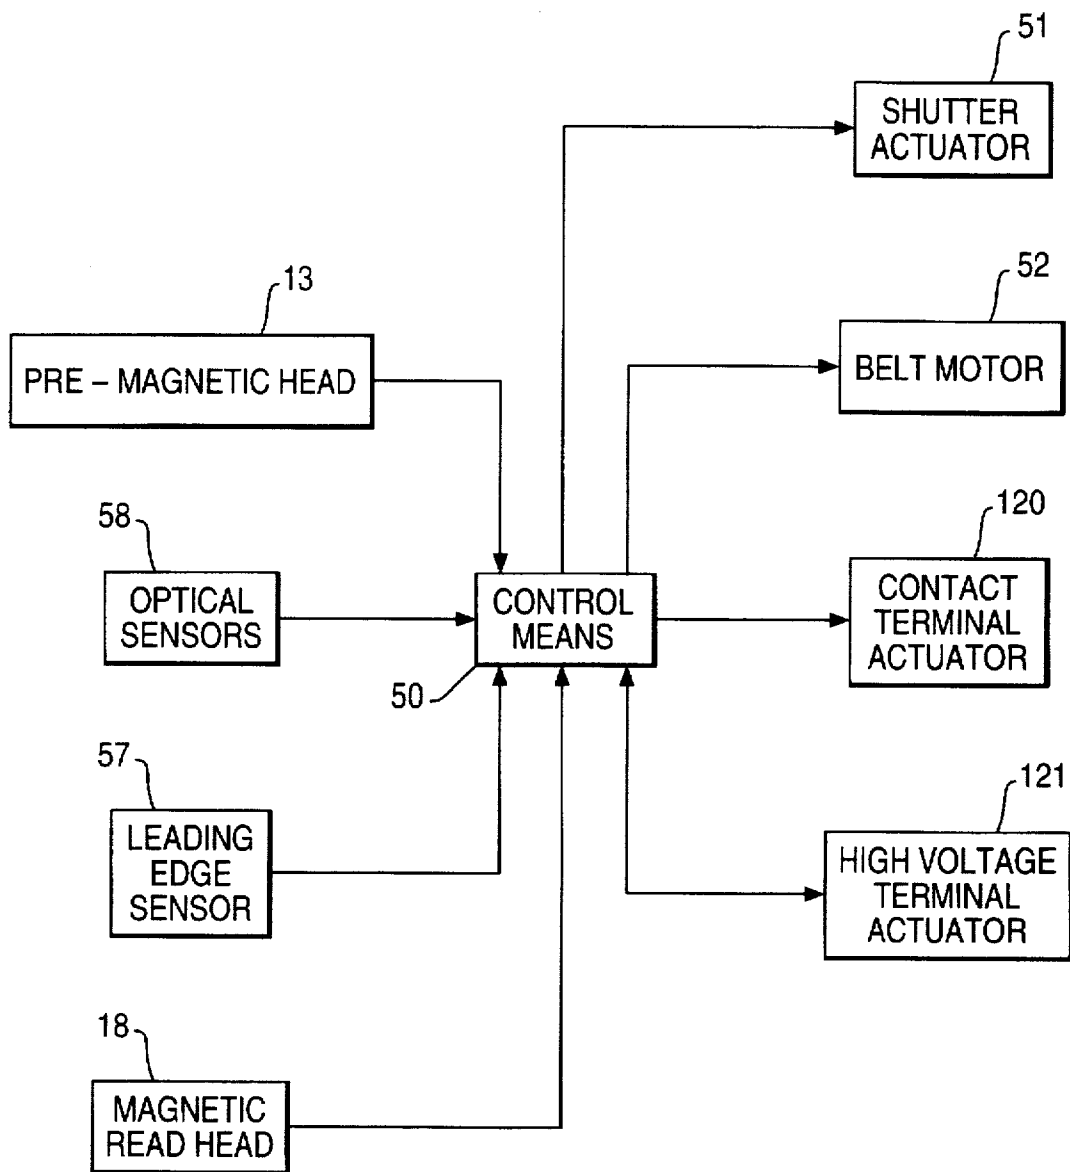 51
SHUTTER
ACTUATOR
13
PRE – MAGNETIC HEAD
52
BELT MOTOR
58
OPTICAL
SENSORS
CONTROL
MEANS
50
120
CONTACT
TERMINAL
ACTUATOR
57
LEADING
EDGE
SENSOR
121
HIGH VOLTAGE
TERMINAL
ACTUATOR
18
MAGNETIC
READ HEAD